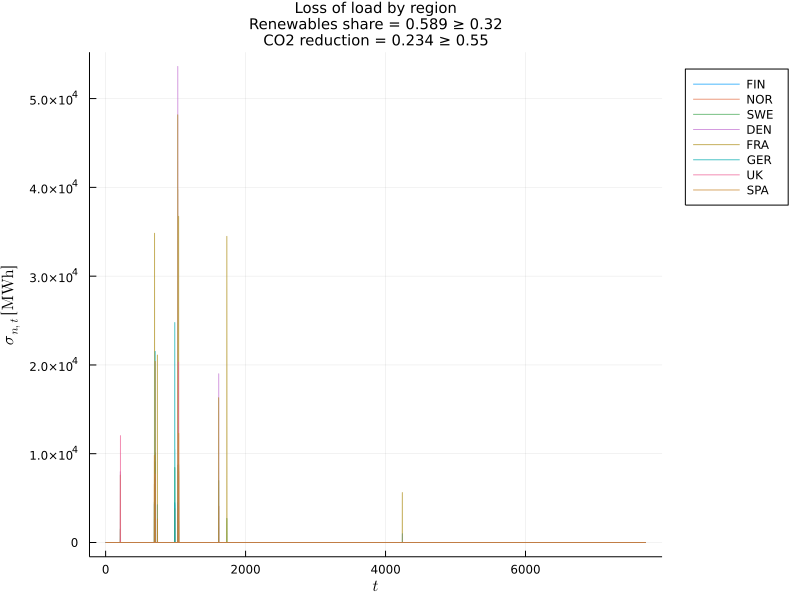 Loss of load by region
Renewables share = 0.589 ≥ 0.32
CO2 reduction = 0.234 ≥ 0.55
FIN
NOR
SWE
DEN
FRA
GER
UK
SPA
σn,t [MWh]
5.0×10⁴
4.0×10⁴
3.0×10⁴
2.0×10⁴
1.0×10⁴
0
0 2000 4000 6000
t